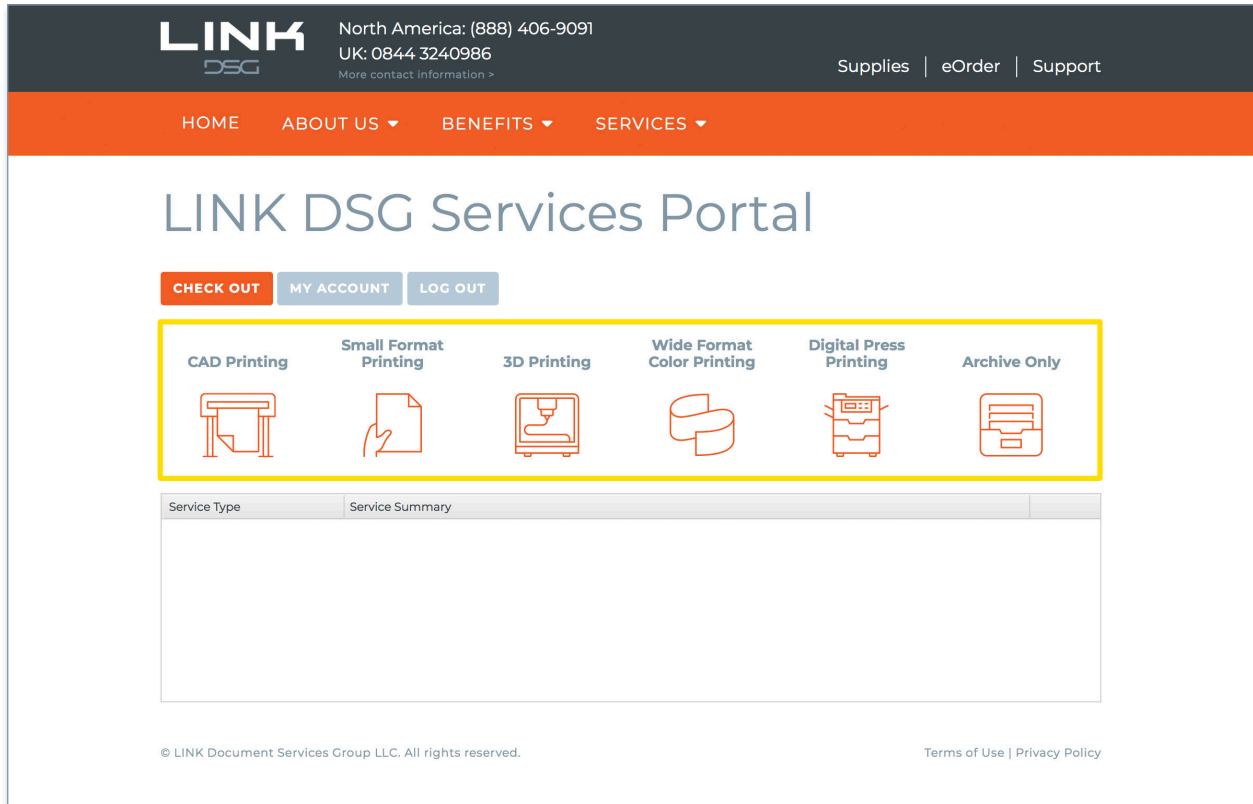 LINK
DSG
North America: (888) 406-9091
UK: 0844 3240986
More contact information >
Supplies | eOrder | Support
HOME ABOUT US BENEFITS SERVICES
LINK DSG Services Portal
CHECK OUT MY ACCOUNT LOG OUT
CAD Printing
Small Format
Printing
3D Printing
Wide Format
Color Printing
Digital Press
Printing
Archive Only
Service Type Service Summary
© LINK Document Services Group LLC. All rights reserved.
Terms of Use | Privacy Policy